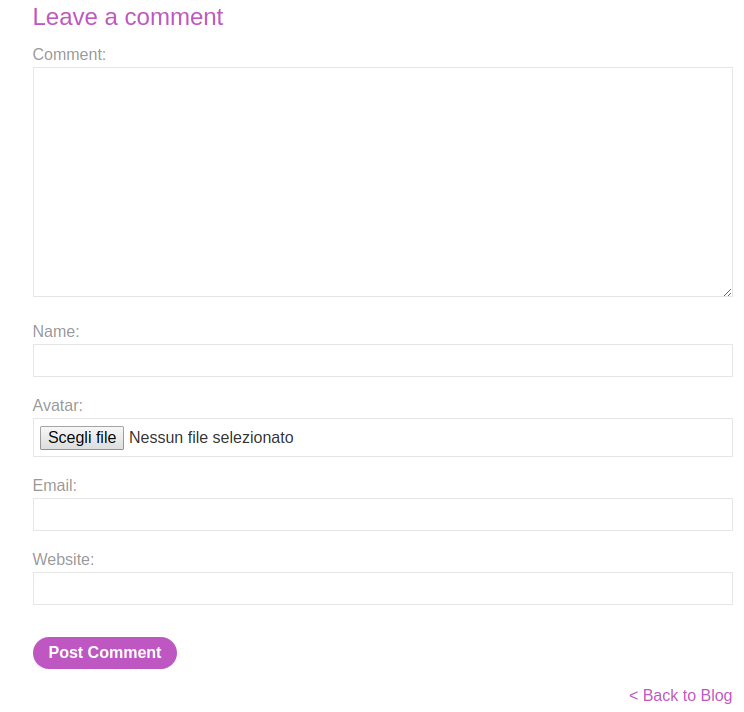 Leave a comment
Comment:
Name:
Avatar:
Scegli file Nessun file selezionato
Email:
Website:
Post Comment
< Back to Blog